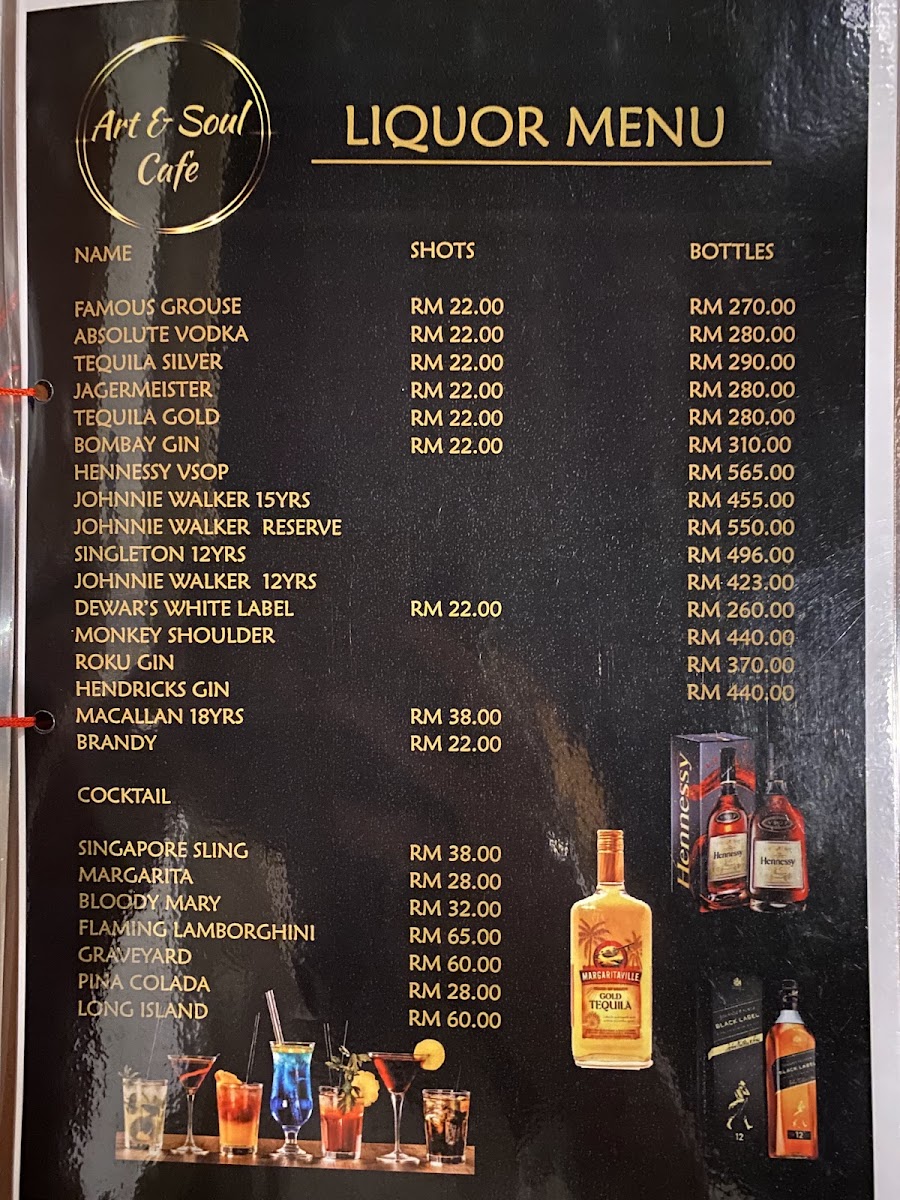 Art & Soul
Cafe
LIQUOR MENU
NAME SHOTS BOTTLES
FAMOUS GROUSE RM 22.00 RM 270.00
ABSOLUTE VODKA RM 22.00 RM 280.00
TEQUILA SILVER RM 22.00 RM 290.00
JAGERMEISTER RM 22.00 RM 280.00
TEQUILA GOLD RM 22.00 RM 280.00
BOMBAY GIN RM 22.00 RM 310.00
HENNESSY VSOP RM 565.00
JOHNNIE WALKER 15YRS RM 455.00
JOHNNIE WALKER RESERVE RM 550.00
SINGLETON 12YRS RM 496.00
JOHNNIE WALKER 12YRS RM 423.00
DEWAR'S WHITE LABEL RM 22.00 RM 260.00
MONKEY SHOULDER RM 440.00
ROKU GIN RM 370.00
HENDRICKS GIN RM 440.00
MACALLAN 18YRS RM 38.00
BRANDY RM 22.00
COCKTAIL
SINGAPORE SLING RM 38.00
MARGARITA RM 28.00
BLOODY MARY RM 32.00
FLAMING LAMBORGHINI RM 65.00
GRAVEYARD RM 60.00
PINA COLADA RM 28.00
LONG ISLAND RM 60.00
Hennessy
Hennessy
Hennessy
MARGARITAVILLE
GOLD
TEQUILA
BLACK LABEL
12
BLACK LABEL
12